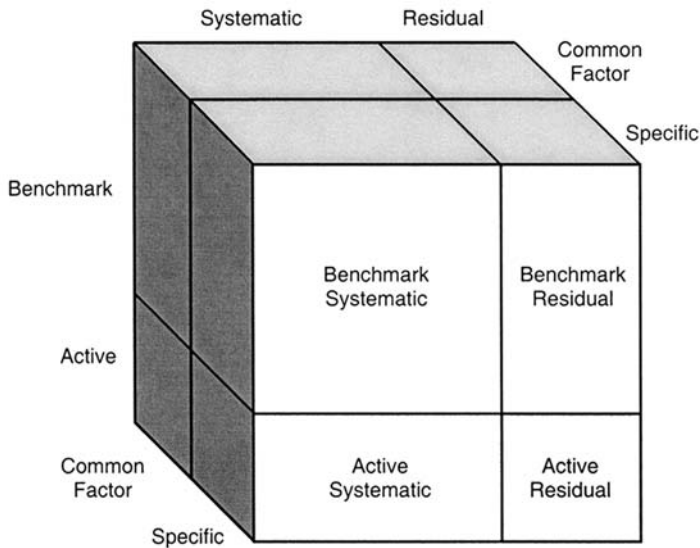 Systematic
Residual
Common
Factor
Specific
Benchmark
Benchmark
Systematic
Benchmark
Residual
Active
Common
Factor
Active
Systematic
Active
Residual
Specific